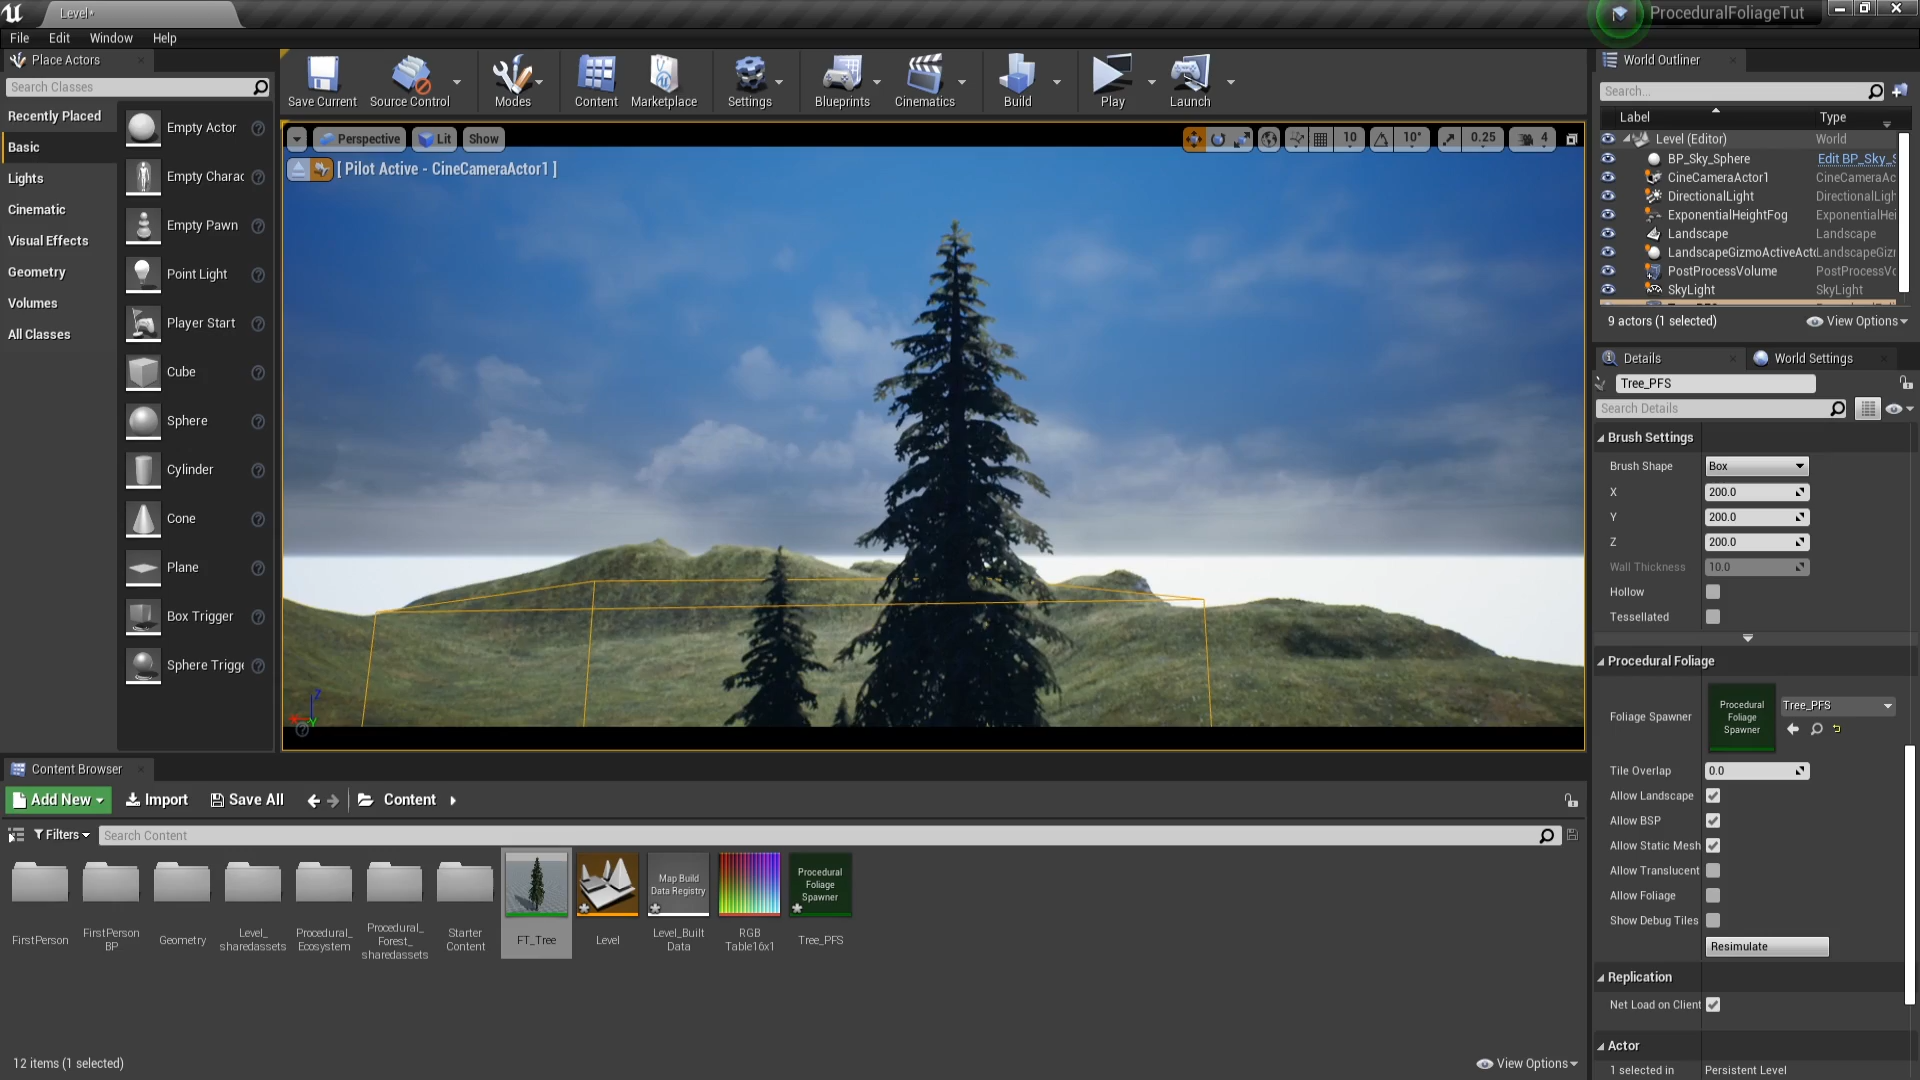 Level*
ProceduralFoliageTut
File Edit Window Help
Place Actors
Search Classes
Recently Placed
Basic
Lights
Cinematic
Visual Effects
Geometry
Volumes
All Classes
Empty Actor
Empty Charac
Empty Pawn
Point Light
Player Start
Cube
Sphere
Cylinder
Cone
Plane
Box Trigger
Sphere Trigge
Save Current Source Control Modes Content Marketplace Settings Blueprints Cinematics Build Play Launch
Perspective Lit Show 10 10° 0.25 4
[ Pilot Active - CineCameraActor1 ]
Z
Y
World Outliner
Search...
Label Type
Level (Editor) World
BP_Sky_Sphere Edit BP_Sky_S
CineCameraActor1 CineCameraAc
DirectionalLight DirectionalLigh
ExponentialHeightFog ExponentialHei
Landscape Landscape
LandscapeGizmoActiveActo LandscapeGiz
PostProcessVolume PostProcessVo
SkyLight SkyLight
9 actors (1 selected) View Options
Details World Settings
Tree_PFS
Search Details
Brush Settings
Brush Shape Box
X 200.0
Y 200.0
Z 200.0
Wall Thickness 10.0
Hollow
Tessellated
Procedural Foliage
Foliage Spawner
Procedural
Foliage
Spawner
Tree_PFS
Tile Overlap 0.0
Allow Landscape
Allow BSP
Allow Static Mesh
Allow Translucent
Allow Foliage
Show Debug Tiles
Resimulate
Replication
Net Load on Client
Actor
1 selected in Persistent Level
Content Browser
Add New Import Save All Content
Filters Search Content
Map Build
Data Registry
Procedural
Foliage
Spawner
FirstPerson
FirstPerson
BP
Geometry
Level_
sharedassets
Procedural_
Ecosystem
Procedural_
Forest_
sharedassets
Starter
Content
FT_Tree
Level
Level_Built
Data
RGB
Table16x1
Tree_PFS
12 items (1 selected) View Options